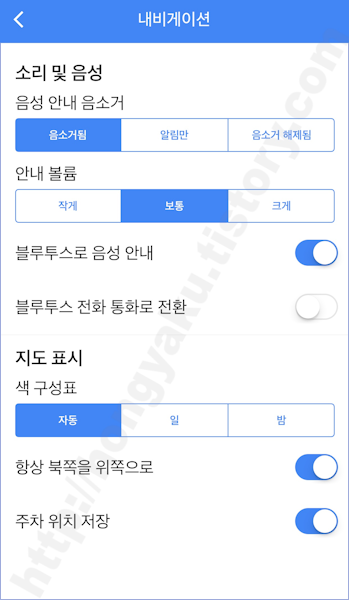 내비게이션
소리 및 음성
음성 안내 음소거
음소거됨 알림만 음소거 해제됨
안내 볼륨
작게 보통 크게
블루투스로 음성 안내
블루투스 전화 통화로 전환
지도 표시
색 구성표
자동 일 밤
항상 북쪽을 위쪽으로
주차 위치 저장
http://hongyaku.tistory.com